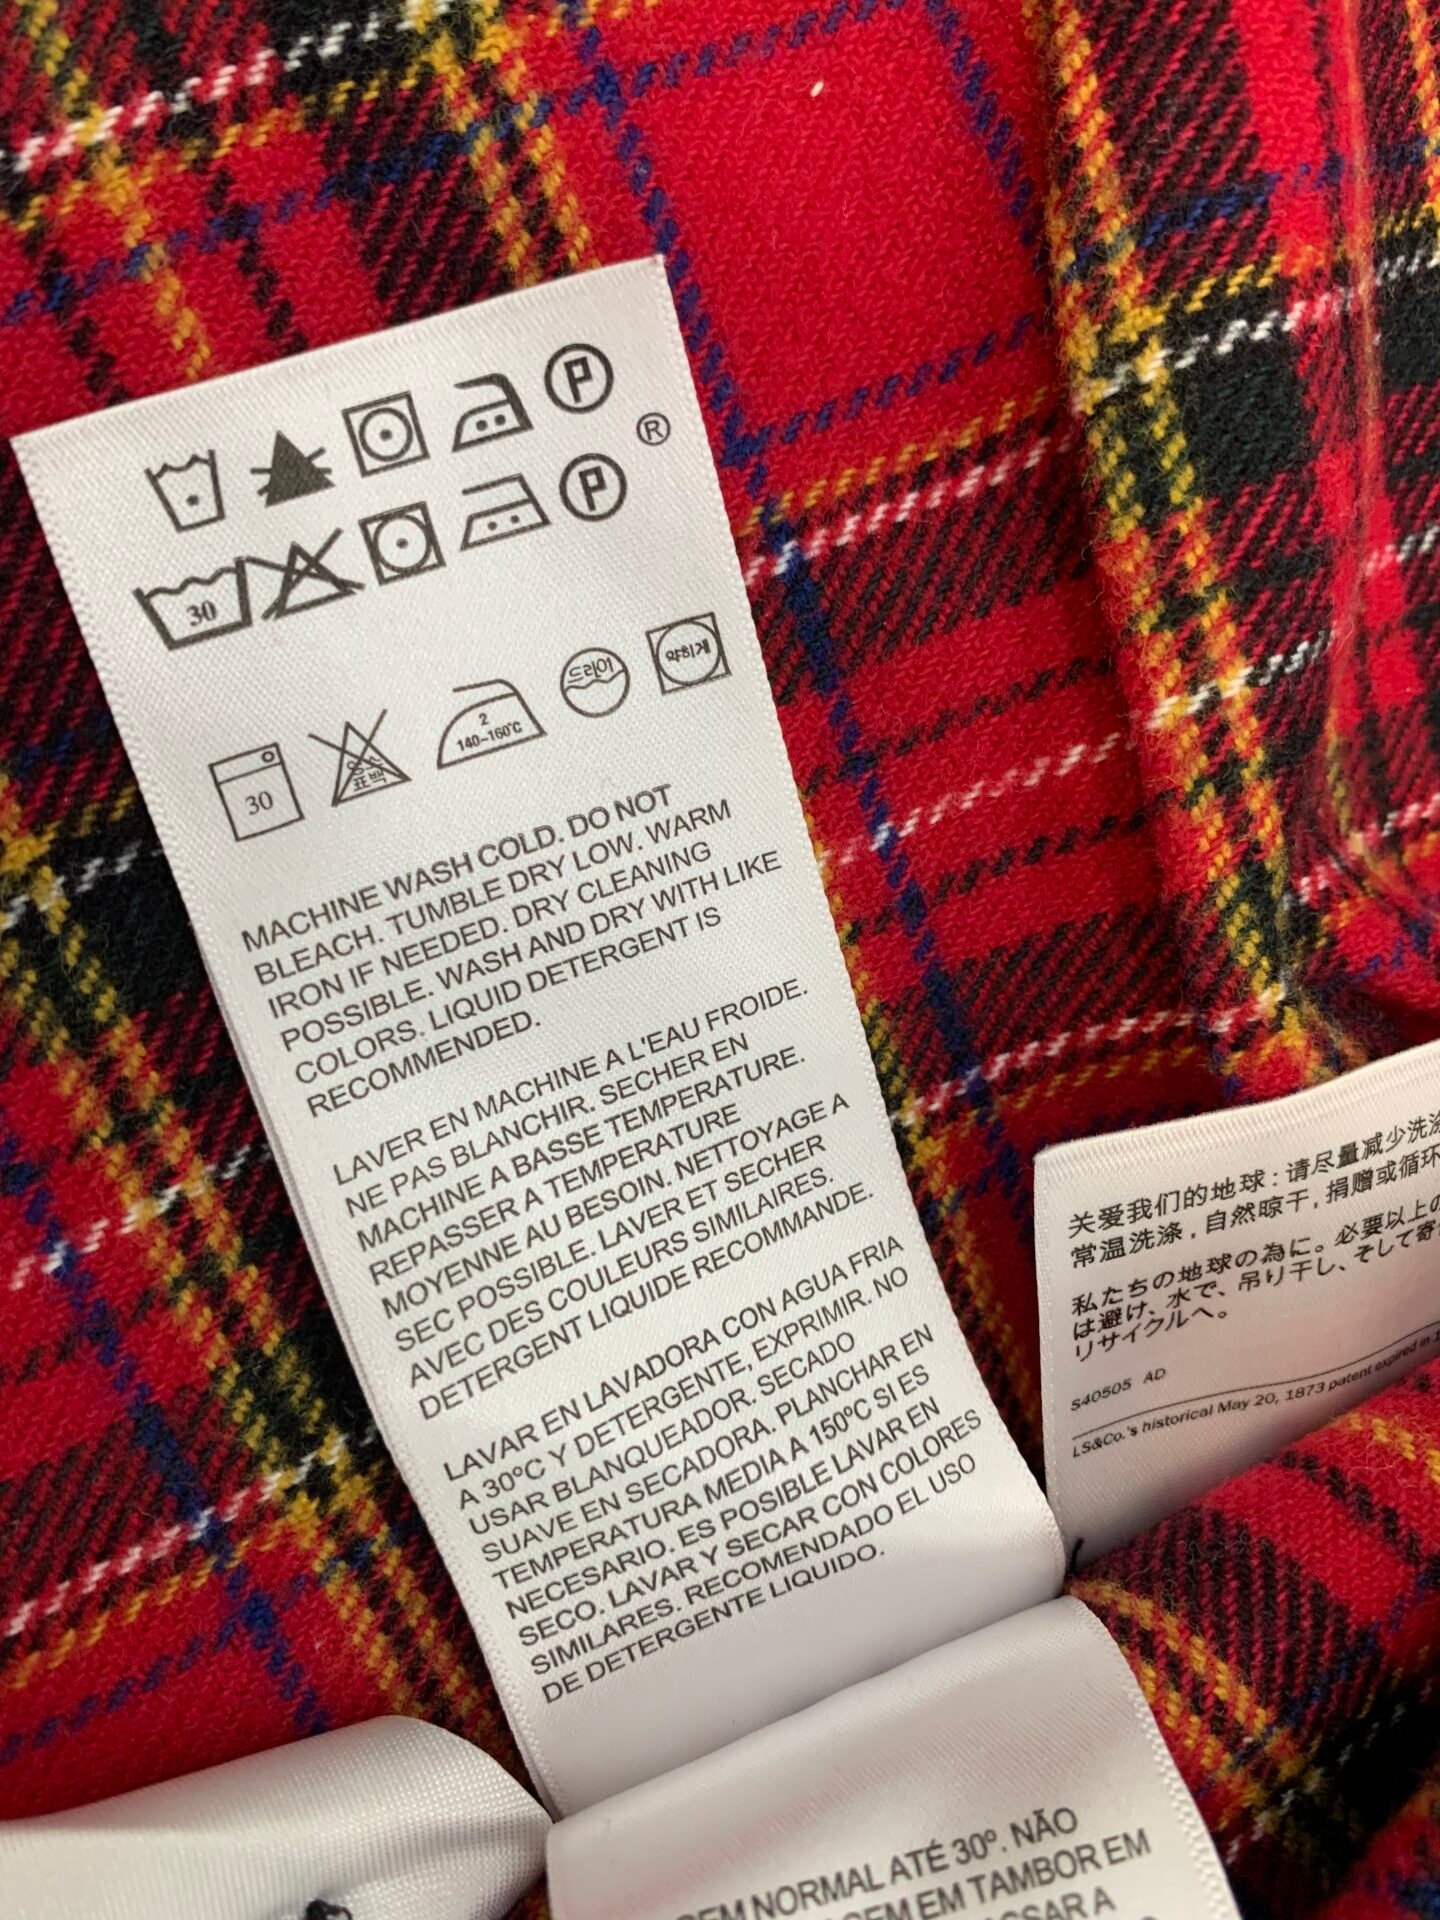 P
®
30
P
30
표백
2
140~160℃
드라이
약하게
MACHINE WASH COLD. DO NOT
BLEACH. TUMBLE DRY LOW. WARM
IRON IF NEEDED. DRY CLEANING
POSSIBLE. WASH AND DRY WITH LIKE
COLORS. LIQUID DETERGENT IS
RECOMMENDED.
LAVER EN MACHINE A L'EAU FROIDE.
NE PAS BLANCHIR. SECHER EN
MACHINE A BASSE TEMPERATURE.
REPASSER A TEMPERATURE
MOYENNE AU BESOIN. NETTOYAGE A
SEC POSSIBLE. LAVER ET SECHER
AVEC DES COULEURS SIMILAIRES.
DETERGENT LIQUIDE RECOMMANDE.
LAVAR EN LAVADORA CON AGUA FRIA
A 30ºC Y DETERGENTE, EXPRIMIR. NO
USAR BLANQUEADOR. SECADO
SUAVE EN SECADORA. PLANCHAR EN
TEMPERATURA MEDIA A 150ºC SI ES
NECESARIO. ES POSIBLE LAVAR EN
SECO. LAVAR Y SECAR CON COLORES
SIMILARES. RECOMENDADO EL USO
DE DETERGENTE LIQUIDO.
关爱我们的地球：请尽量减少洗涤
常温洗涤，自然晾干，捐赠或循环
私たちの地球の為に。必要以上の
は避け、水で、吊り干し、そして寄
リサイクルへ。
S40505 AD
LS&Co.'s historical May 20, 1873 patent expired in
NORMAL ATÉ 30º. NÃO
EM TAMBOR EM
A